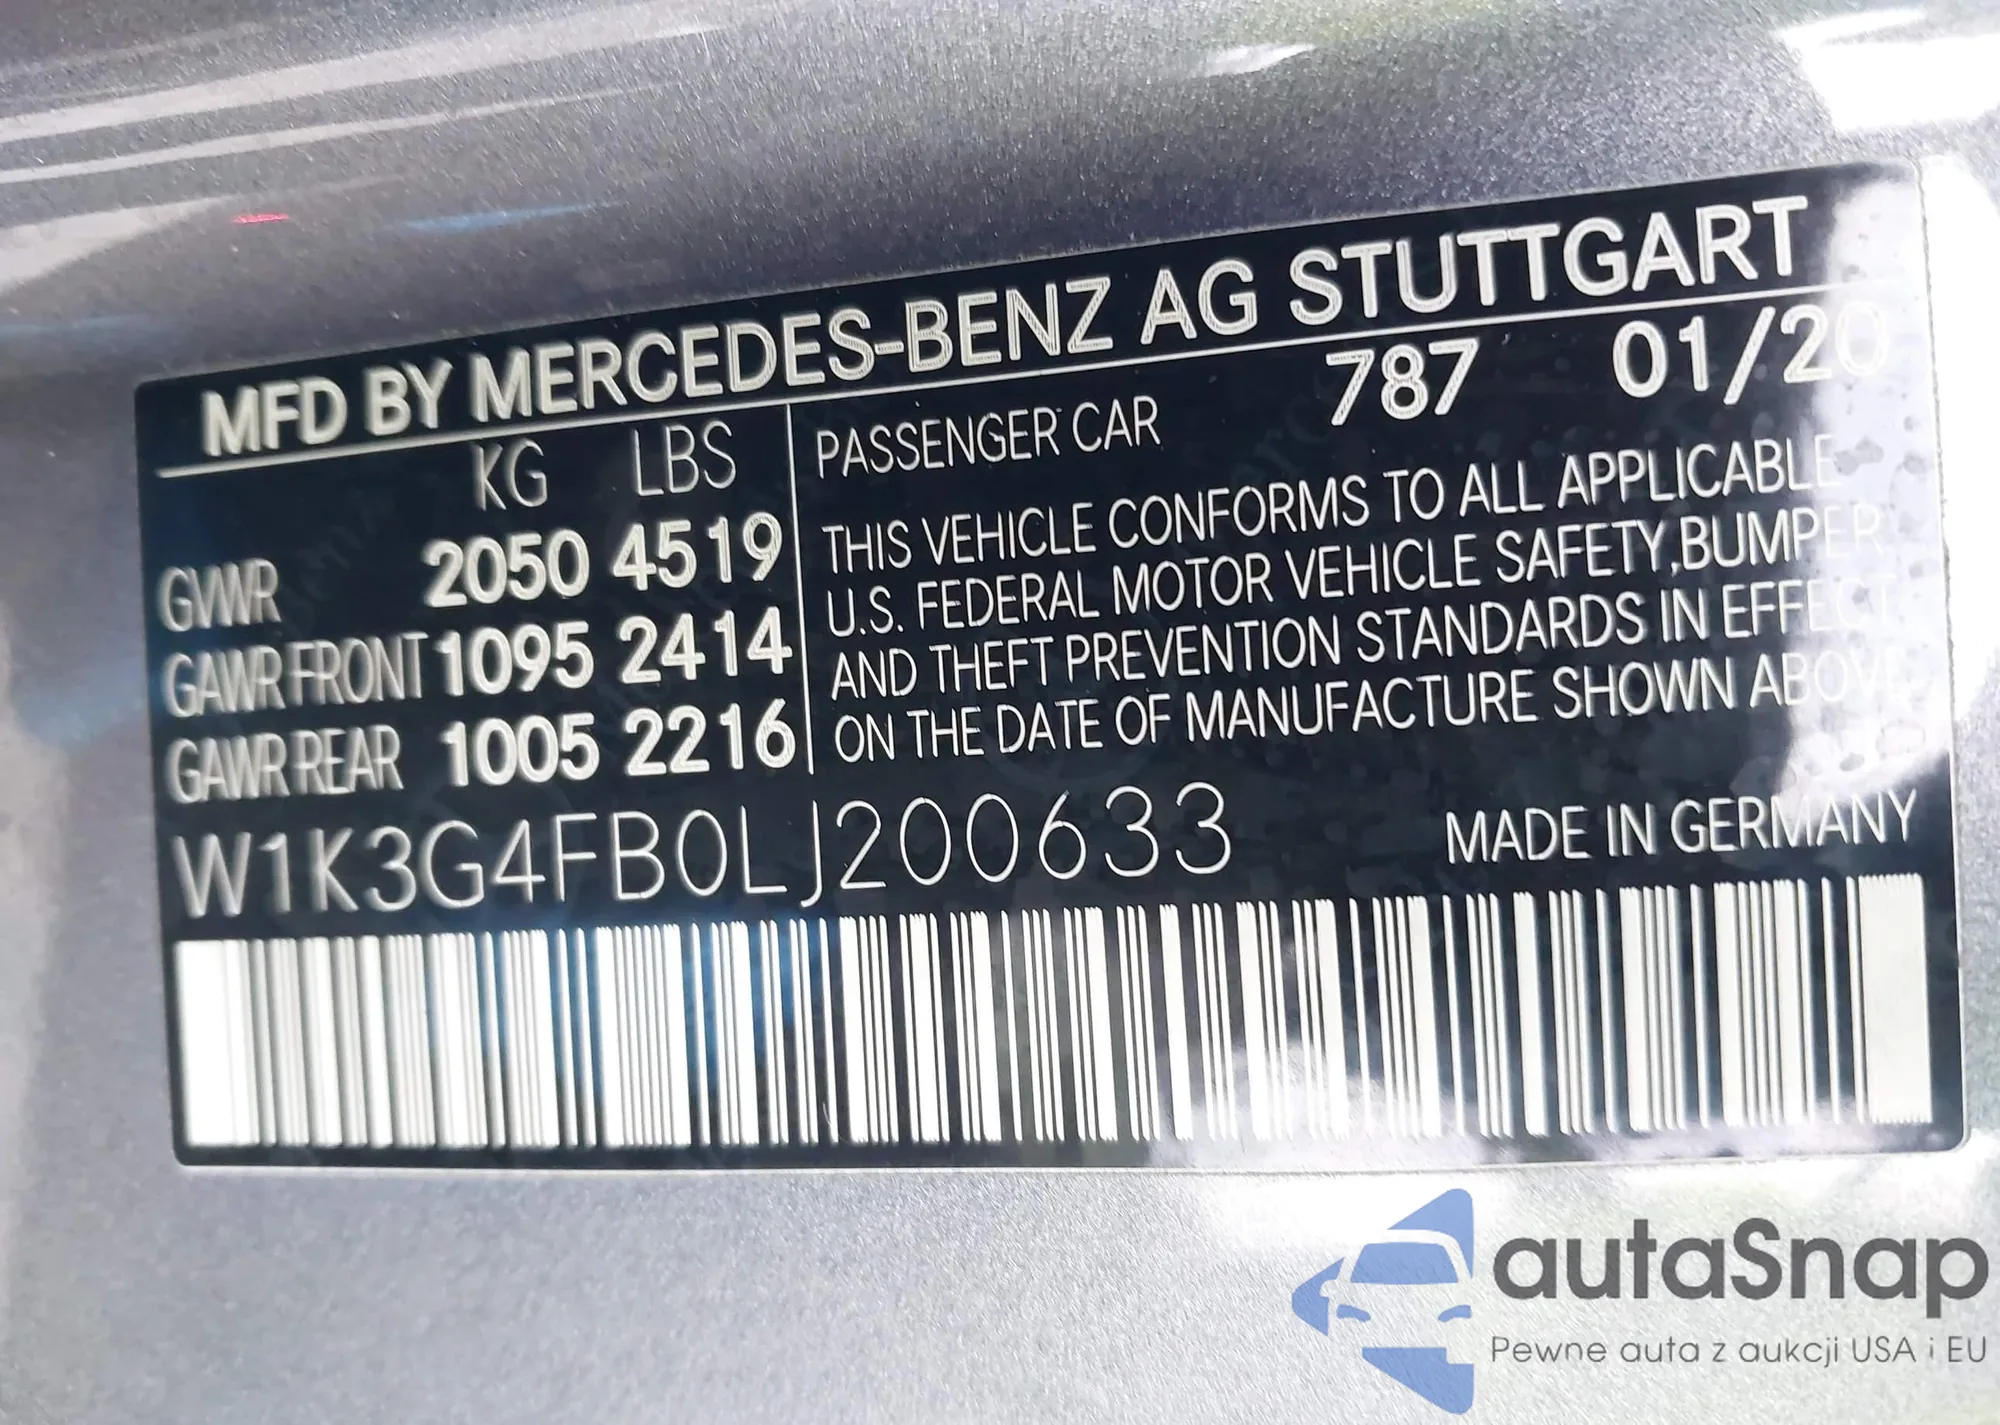 MFD BY MERCEDES-BENZ AG STUTTGART
KG LBS
GVWR 2050 4519
GAWR FRONT 1095 2414
GAWR REAR 1005 2216
PASSENGER CAR 787 01/20
THIS VEHICLE CONFORMS TO ALL APPLICABLE
U.S. FEDERAL MOTOR VEHICLE SAFETY,BUMPER
AND THEFT PREVENTION STANDARDS IN EFFECT
ON THE DATE OF MANUFACTURE SHOWN ABOVE.
W1K3G4FB0LJ200633
MADE IN GERMANY
autaSnap
Pewne auta z aukcji USA i EU